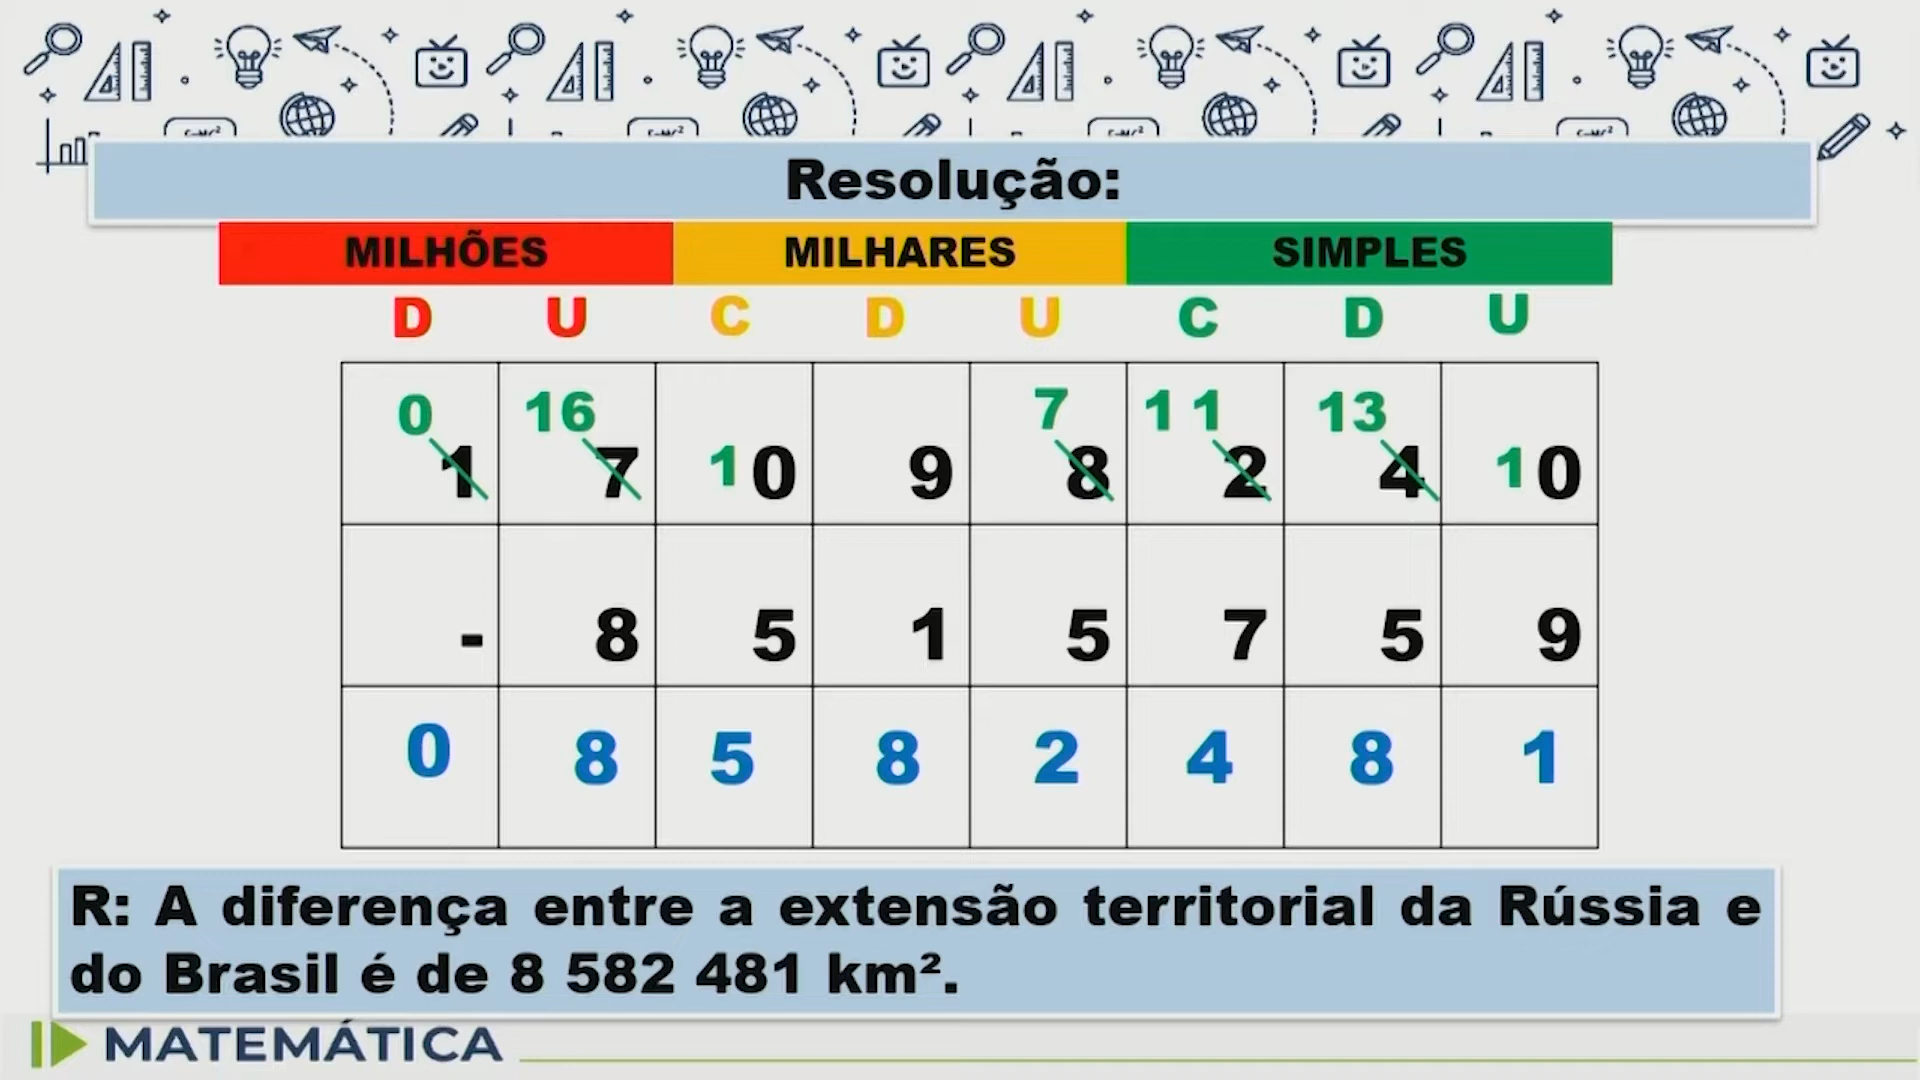 Resolução:
MILHÕES MILHARES SIMPLES
D U C D U C D U
0 16 7 11 13
1 7 10 9 8 2 4 10
- 8 5 1 5 7 5 9
0 8 5 8 2 4 8 1
R: A diferença entre a extensão territorial da Rússia e
do Brasil é de 8 582 481 km².
MATEMÁTICA